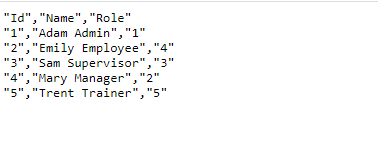 "Id","Name","Role"
"1","Adam Admin","1"
"2","Emily Employee","4"
"3","Sam Supervisor","3"
"4","Mary Manager","2"
"5","Trent Trainer","5"